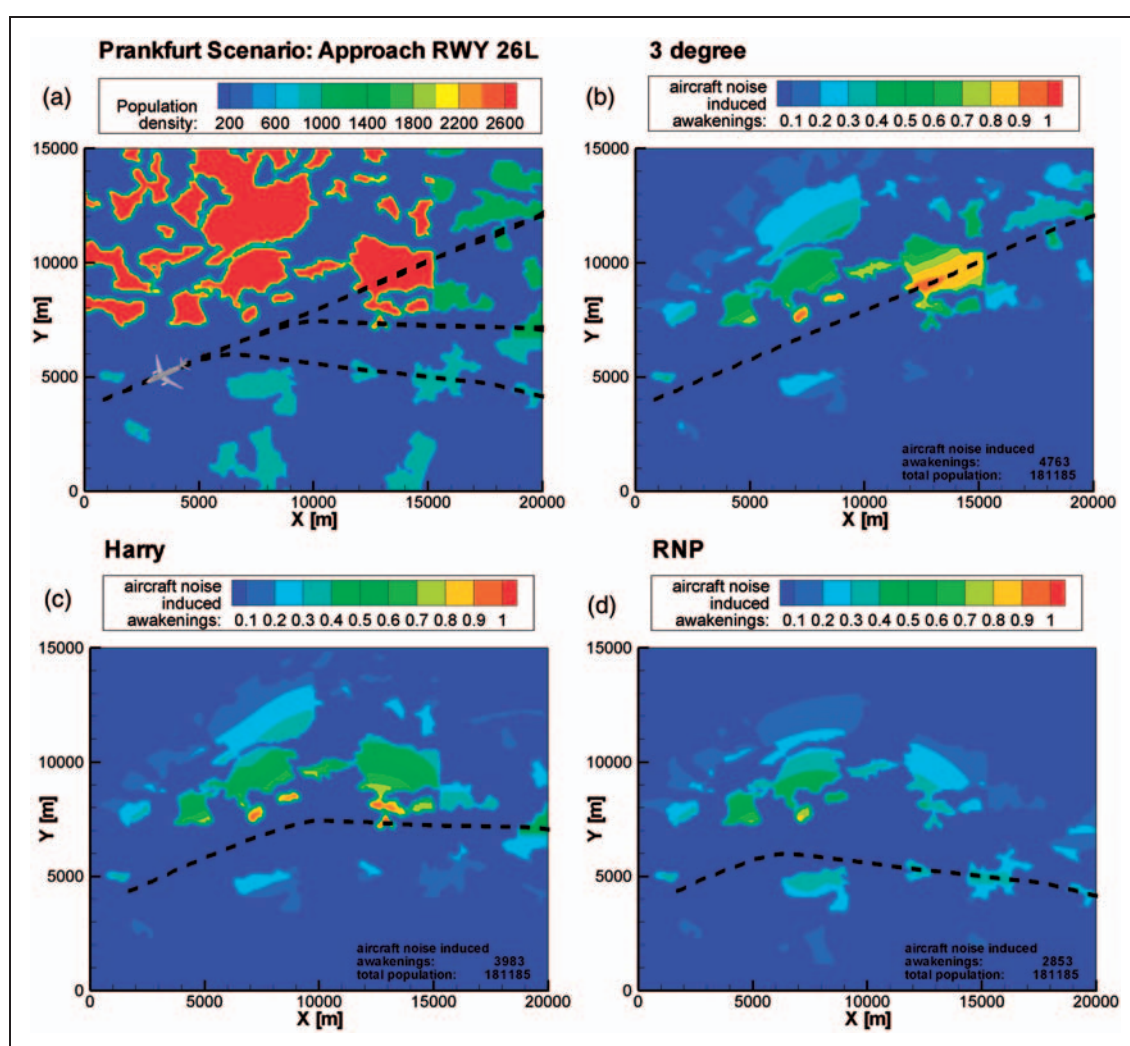 Prankfurt Scenario: Approach RWY 26L
(a)
Population
density:
200 600 1000 1400 1800 2200 2600
15000
10000
5000
0
Y [m]
0 5000 10000 15000 20000
X [m]
3 degree
(b)
aircraft noise
induced
awakenings:
0.1 0.2 0.3 0.4 0.5 0.6 0.7 0.8 0.9 1
15000
10000
5000
0
Y [m]
aircraft noise induced
awakenings: 4763
total population: 181185
0 5000 10000 15000 20000
X [m]
Harry
(c)
aircraft noise
induced
awakenings:
0.1 0.2 0.3 0.4 0.5 0.6 0.7 0.8 0.9 1
15000
10000
5000
0
Y [m]
aircraft noise induced
awakenings: 3983
total population: 181185
0 5000 10000 15000 20000
X [m]
RNP
(d)
aircraft noise
induced
awakenings:
0.1 0.2 0.3 0.4 0.5 0.6 0.7 0.8 0.9 1
15000
10000
5000
0
Y [m]
aircraft noise induced
awakenings: 2853
total population: 181185
0 5000 10000 15000 20000
X [m]